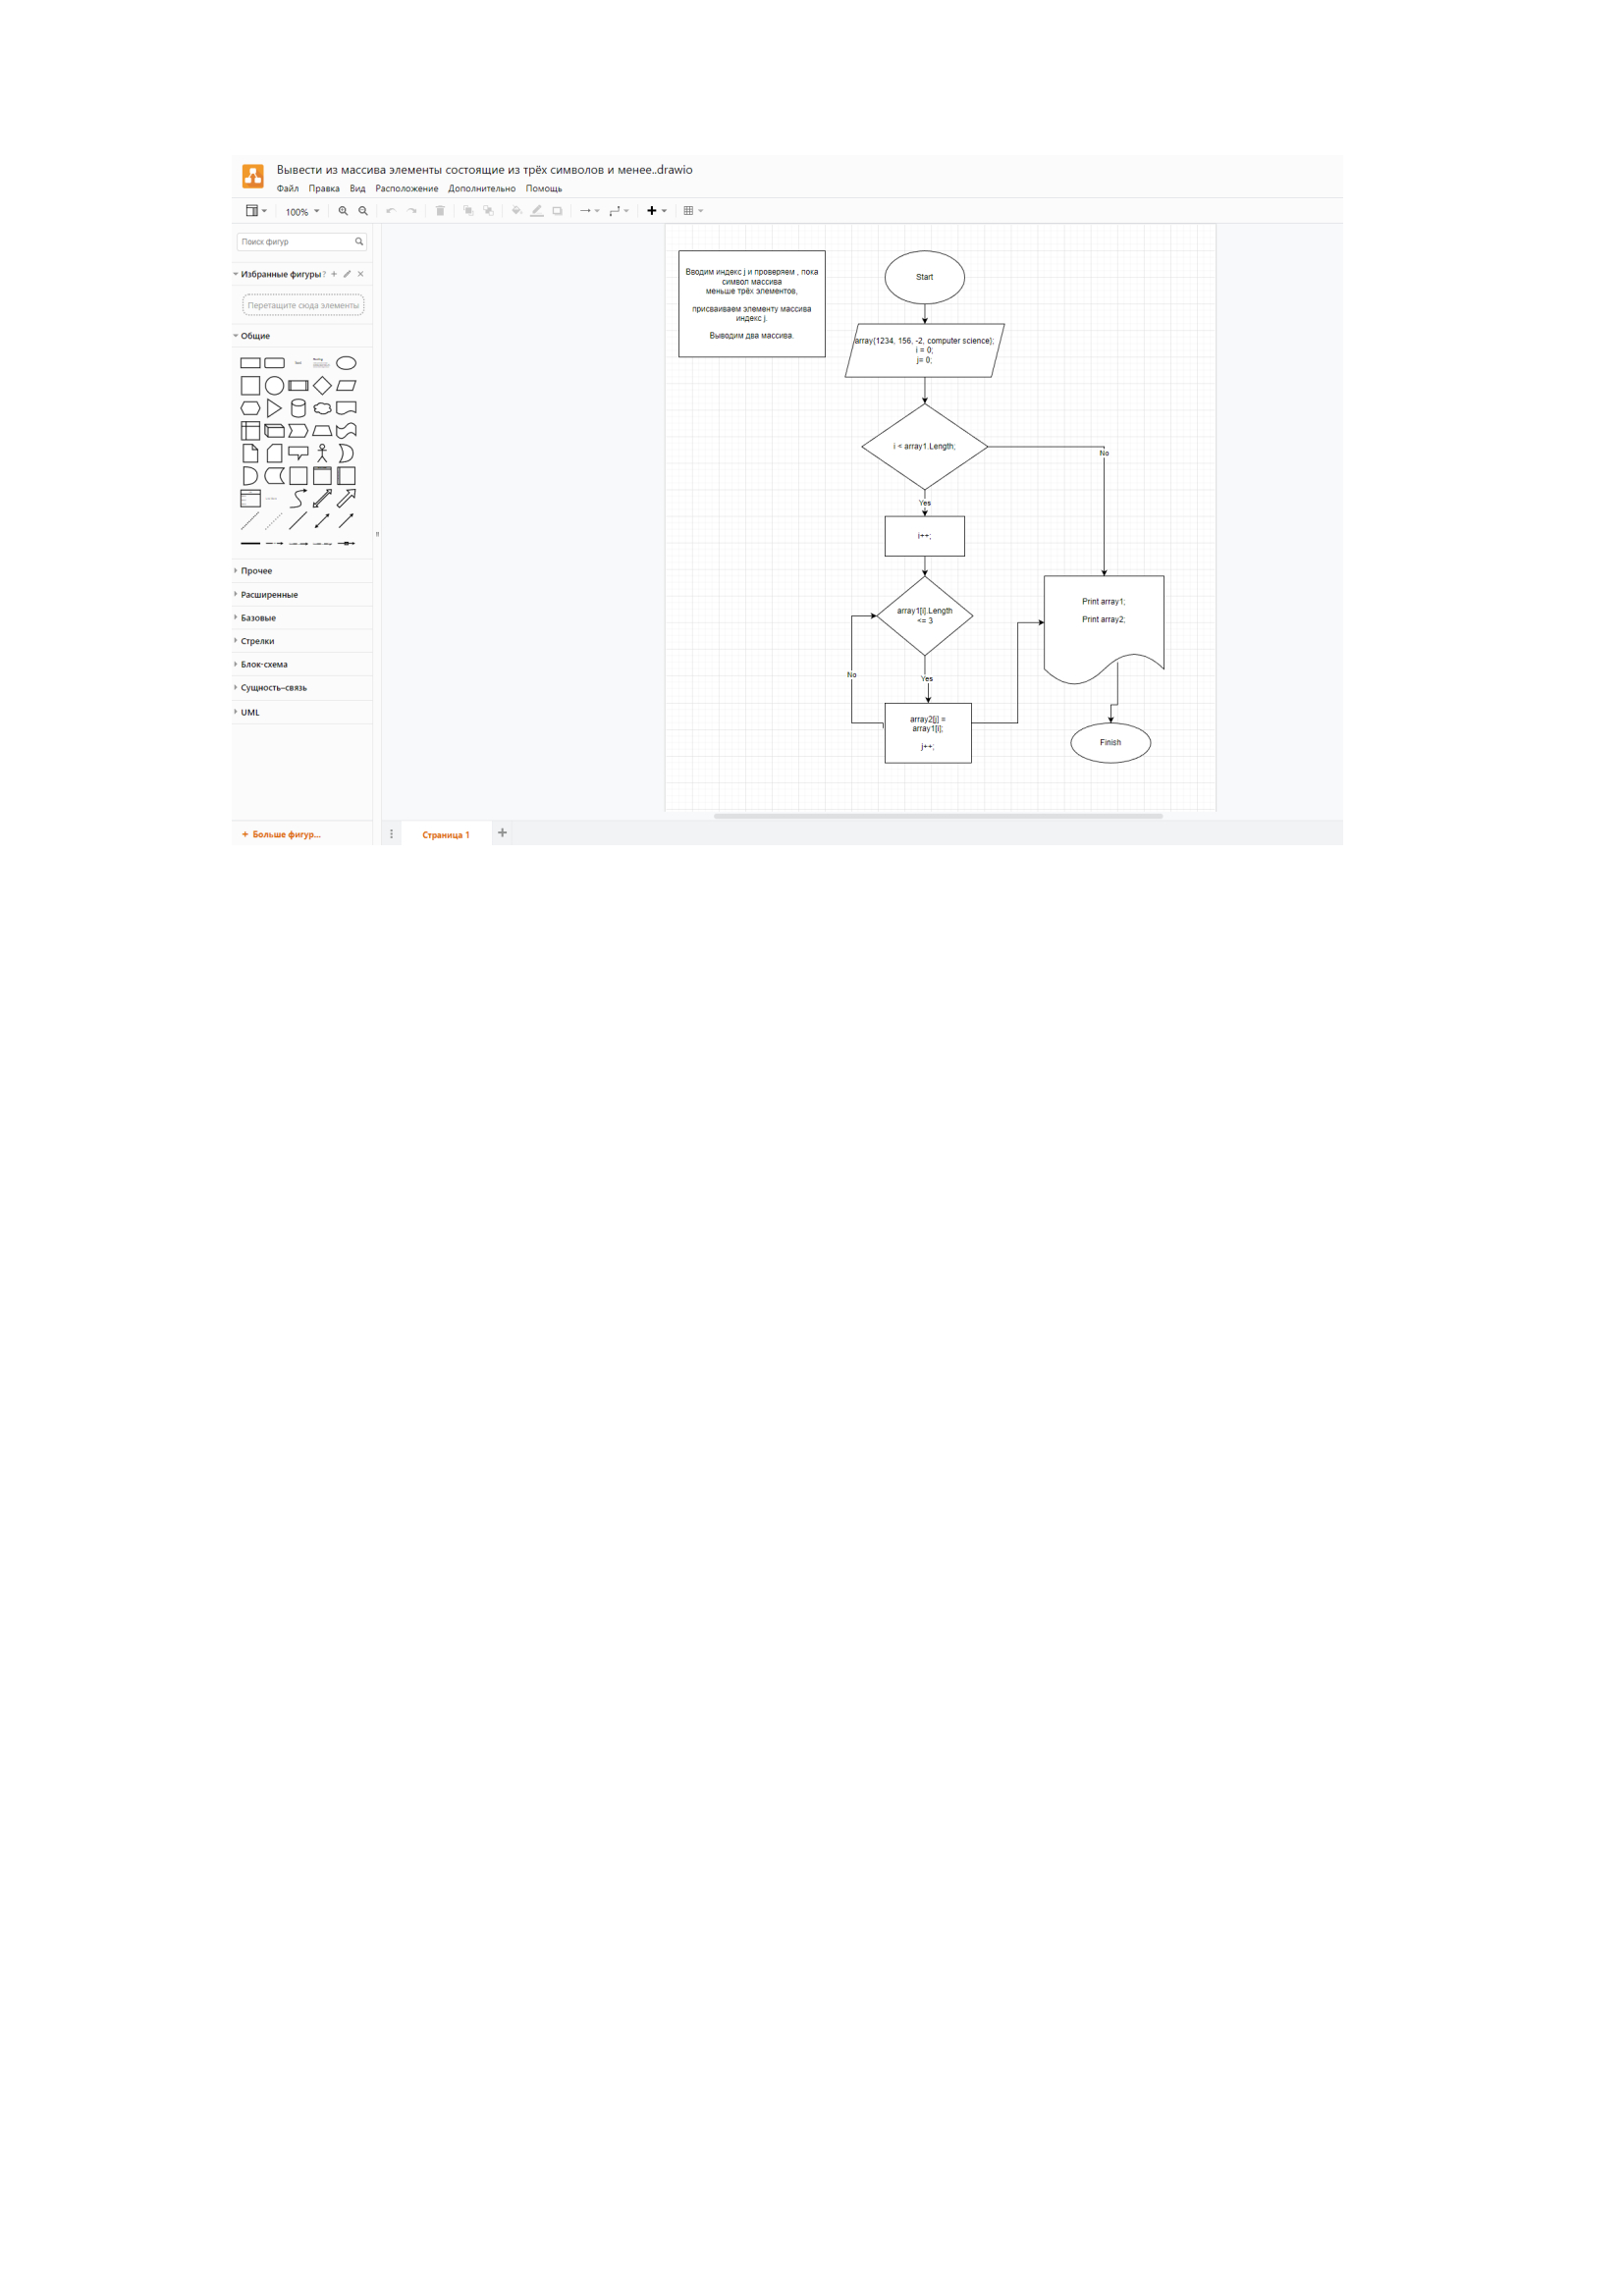 Вывести из массива элементы состоящие из трёх символов и менее..drawio
Файл Правка Вид Расположение Дополнительно Помощь
100%
Поиск фигур
Избранные фигуры ?
Перетащите сюда элементы
Общие
Text
Heading
Прочее
Расширенные
Базовые
Стрелки
Блок-схема
Сущность–связь
UML
+ Больше фигур...
Вводим индекс j и проверяем , пока
символ массива
меньше трёх элементов,
присваиваем элементу массива
индекс j.
Выводим два массива.
Start
array(1234, 156, -2, computer science);
i = 0;
j= 0;
i < array1.Length;
No
Yes
i++;
array1[i].Length
<= 3
No
Yes
array2[j] =
array1[i];
j++;
Print array1;
Print array2;
Finish
Страница 1